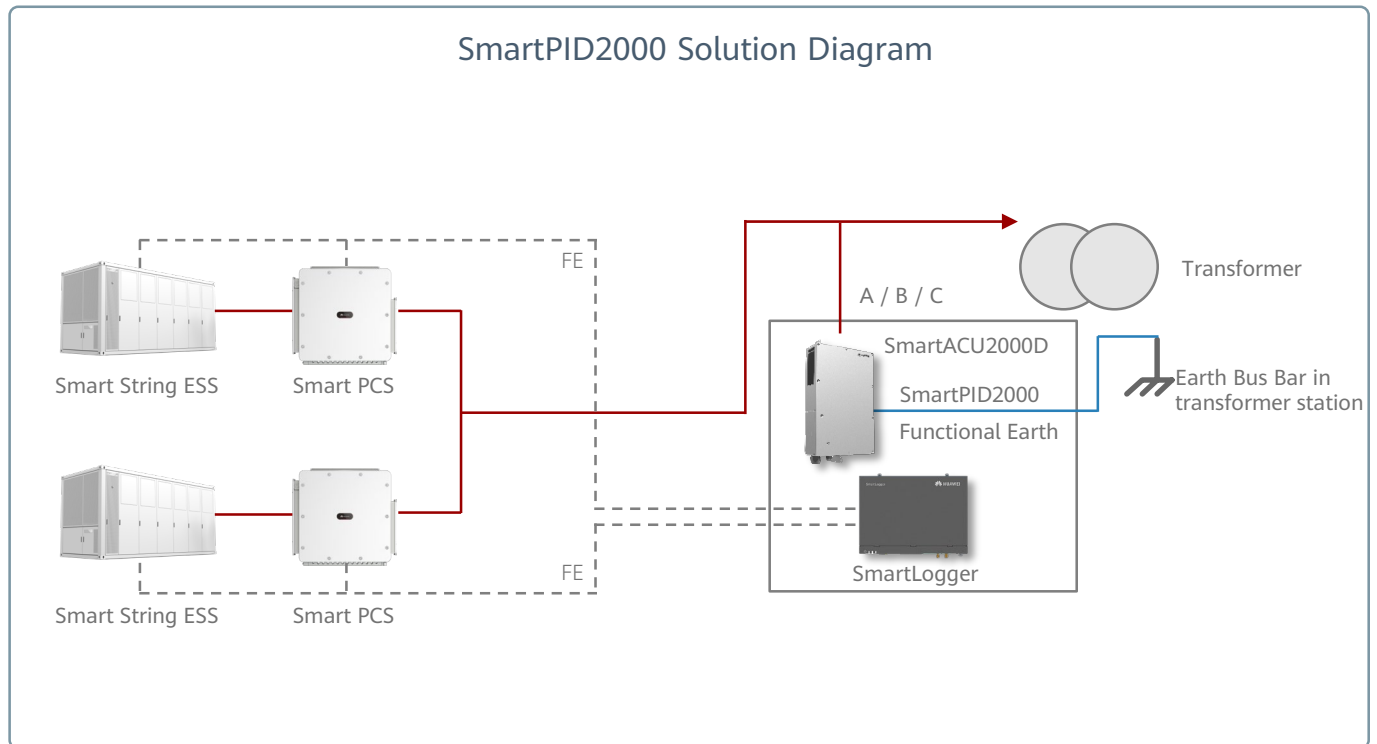 SmartPID2000 Solution Diagram
FE
Transformer
A / B / C
SmartACU2000D
Smart String ESS
Smart PCS
SmartPID2000
Earth Bus Bar in
transformer station
Functional Earth
HUAWEI
FE
SmartLogger
Smart String ESS
Smart PCS